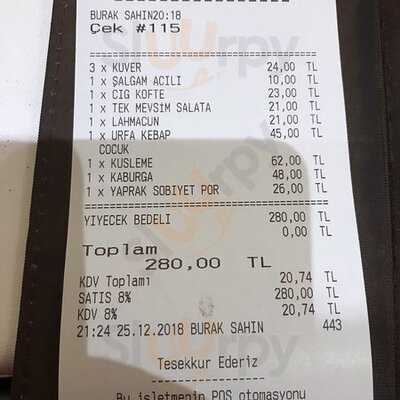 BURAK SAHIN20:18
Çek #115
3 x KUVER 24,00 TL
1 x ŞALGAM ACILI 10,00 TL
1 x CIG KOFTE 23,00 TL
1 x TEK MEVSİM SALATA 21,00 TL
1 x LAHMACUN 21,00 TL
1 x URFA KEBAP 45,00 TL
COCUK
1 x KUSLEME 62,00 TL
1 x KABURGA 48,00 TL
1 x YAPRAK SOBIYET POR 26,00 TL
YIYECEK BEDELI 280,00 TL
0,00 TL
Toplam
280,00 TL
KDV Toplamı 20,74 TL
SATIS 8% 280,00 TL
KDV 8% 20,74 TL
21:24 25.12.2018 BURAK SAHIN 443
Tesekkur Ederiz
Bu işletmenin POS otomasyonu